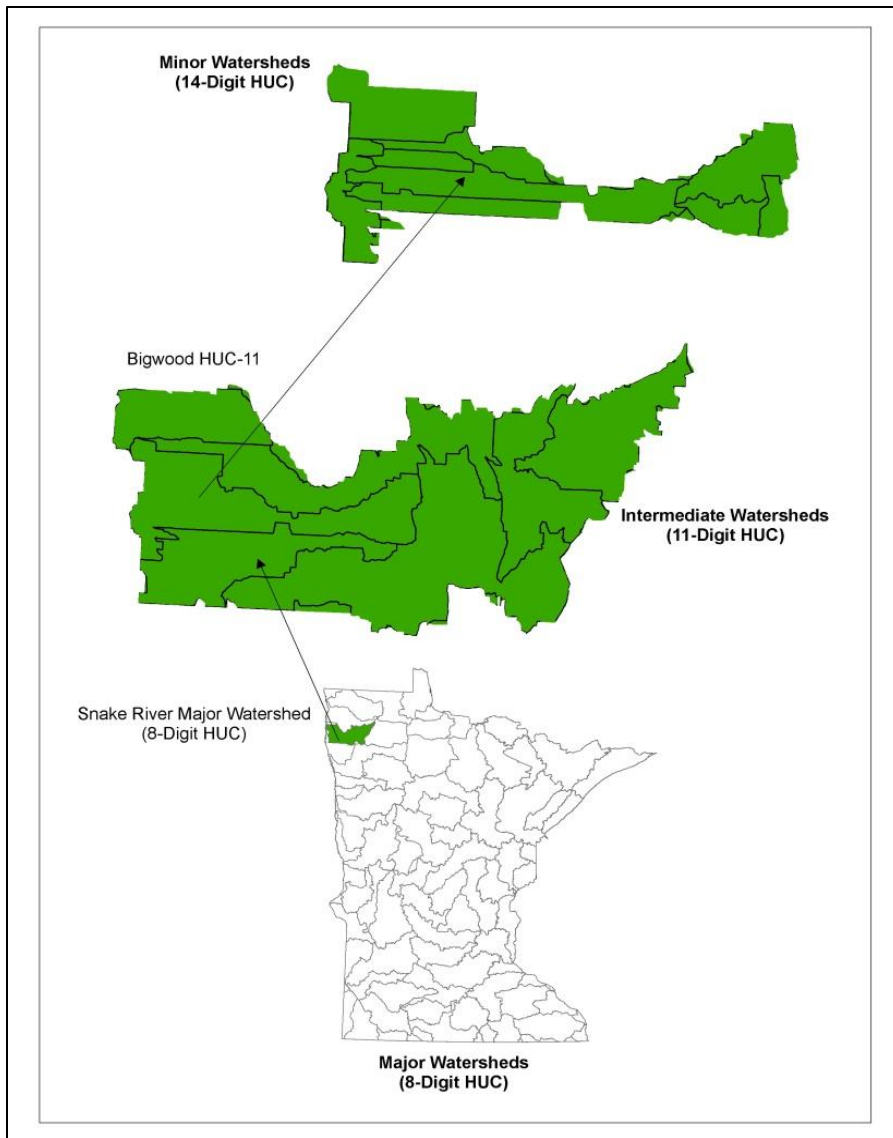 Minor Watersheds
(14-Digit HUC)
Bigwood HUC-11
Intermediate Watersheds
(11-Digit HUC)
Snake River Major Watershed
(8-Digit HUC)
Major Watersheds
(8-Digit HUC)